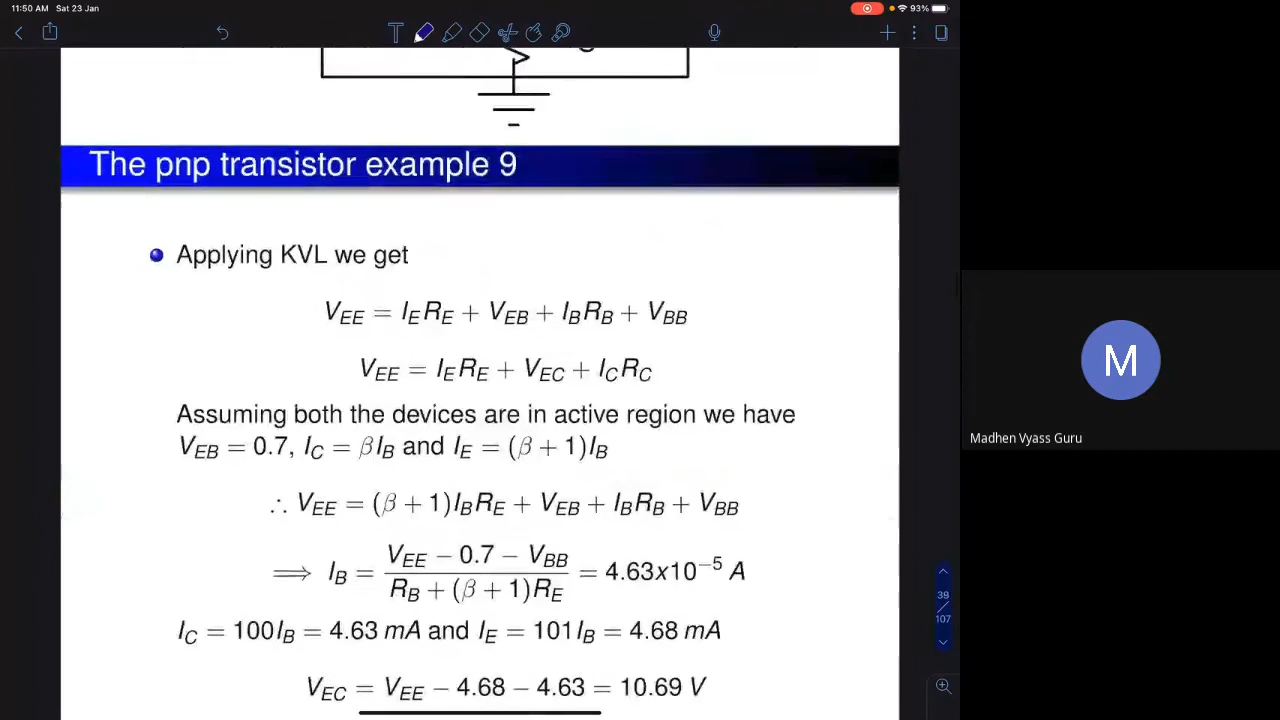 11:50 AM Sat 23 Jan
93%
The pnp transistor example 9
Applying KVL we get
V_EE = I_E R_E + V_EB + I_B R_B + V_BB
V_EE = I_E R_E + V_EC + I_C R_C
Assuming both the devices are in active region we have
V_EB = 0.7, I_C = βI_B and I_E = (β + 1)I_B
∴ V_EE = (β + 1)I_B R_E + V_EB + I_B R_B + V_BB
⟹ I_B = (V_EE − 0.7 − V_BB) / (R_B + (β + 1)R_E) = 4.63x10^−5 A
I_C = 100I_B = 4.63 mA and I_E = 101I_B = 4.68 mA
V_EC = V_EE − 4.68 − 4.63 = 10.69 V
39
/
107
M
Madhen Vyass Guru